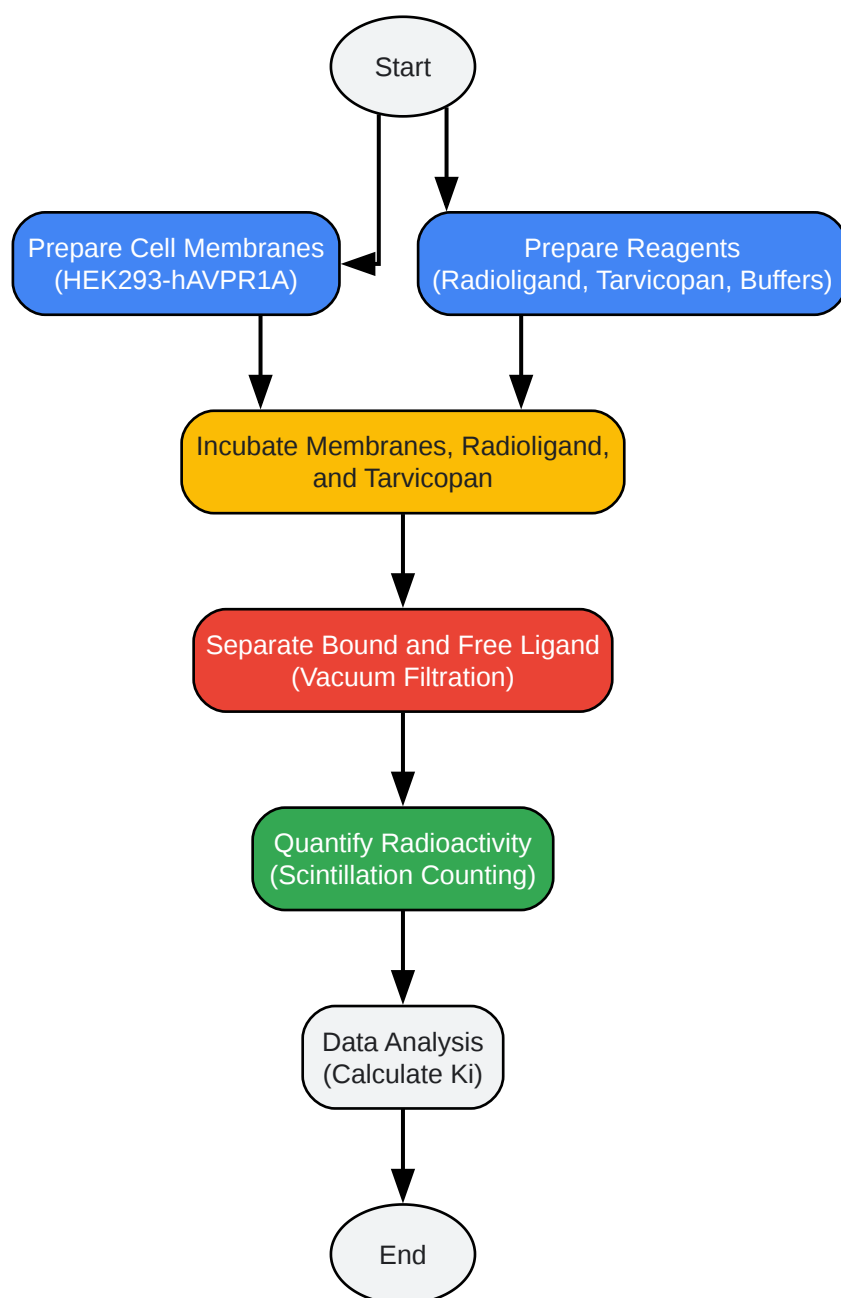 Start
Prepare Cell Membranes
(HEK293-hAVPR1A)
Prepare Reagents
(Radioligand, Tarvicopan, Buffers)
Incubate Membranes, Radioligand,
and Tarvicopan
Separate Bound and Free Ligand
(Vacuum Filtration)
Quantify Radioactivity
(Scintillation Counting)
Data Analysis
(Calculate Ki)
End